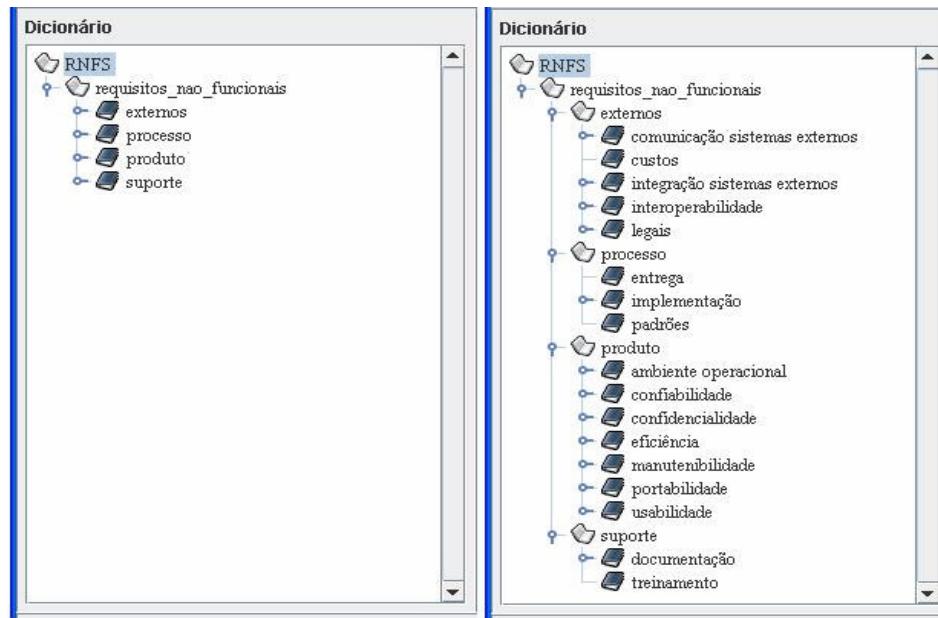 Dicionário
RNFS
requisitos_nao_funcionais
externos
processo
produto
suporte
Dicionário
RNFS
requisitos_nao_funcionais
externos
comunicação sistemas externos
custos
integração sistemas externos
interoperabilidade
legais
processo
entrega
implementação
padrões
produto
ambiente operacional
confiabilidade
confidencialidade
eficiência
manutenibilidade
portabilidade
usabilidade
suporte
documentação
treinamento